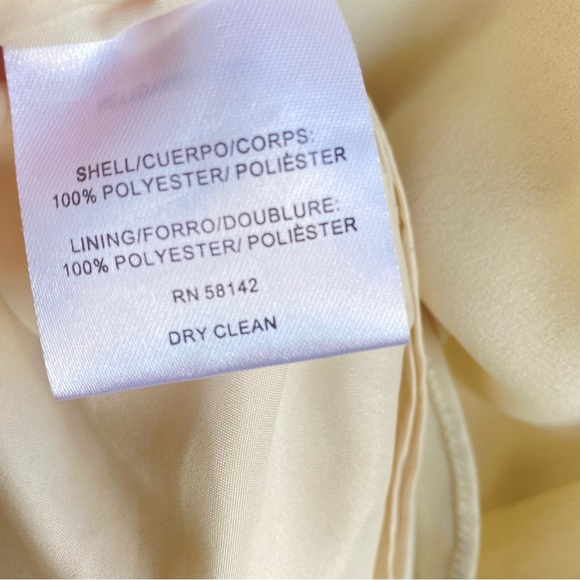 SHELL/CUERPO/CORPS:
100% POLYESTER/ POLIÈSTER
LINING/FORRO/DOUBLURE:
100% POLYESTER/ POLIÈSTER
RN 58142
DRY CLEAN